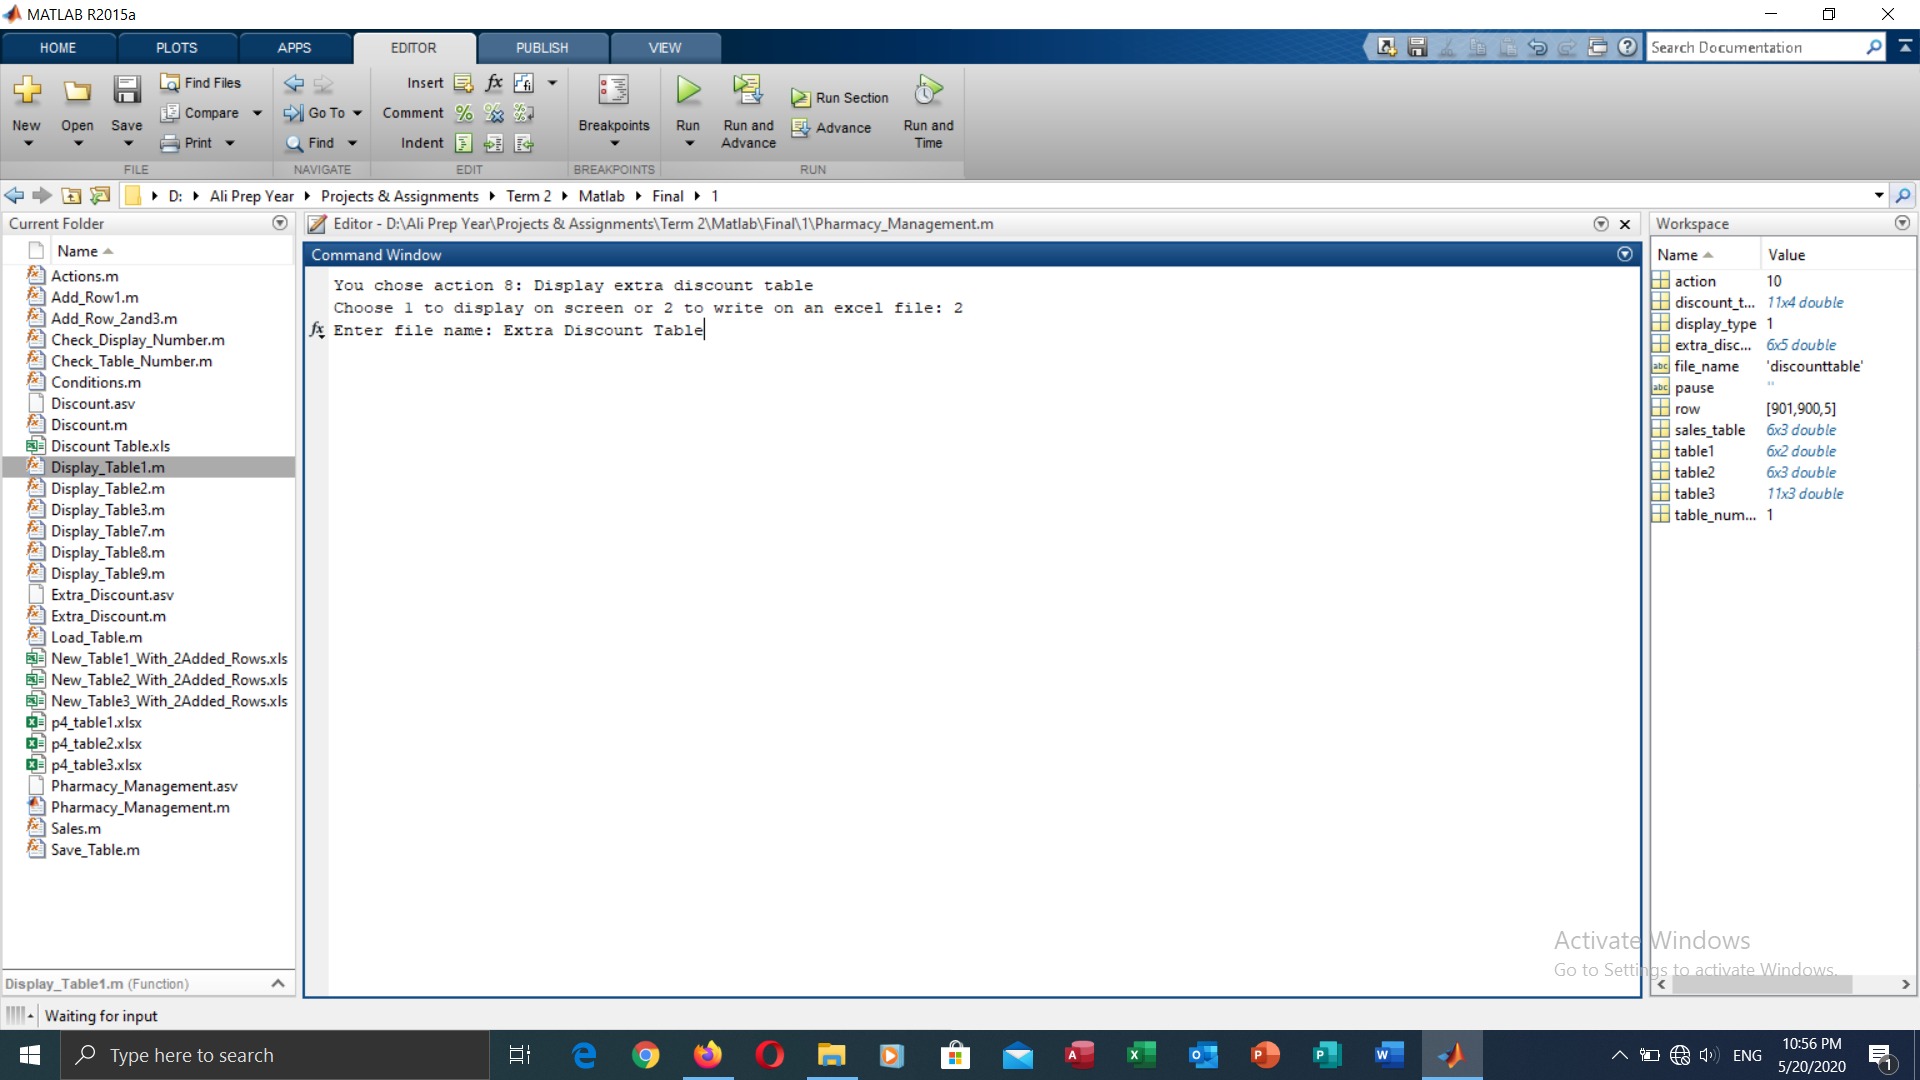 MATLAB R2015a
HOME PLOTS APPS EDITOR PUBLISH VIEW
Search Documentation
New Open Save Find Files Compare Print
FILE
Go To Find
NAVIGATE
Insert fx fi
Comment % % %
Indent
EDIT
Breakpoints
BREAKPOINTS
Run Run and Advance Run Section Advance Run and Time
RUN
D: Ali Prep Year Projects & Assignments Term 2 Matlab Final 1
Current Folder
Name
Actions.m
Add_Row1.m
Add_Row_2and3.m
Check_Display_Number.m
Check_Table_Number.m
Conditions.m
Discount.asv
Discount.m
Discount Table.xls
Display_Table1.m
Display_Table2.m
Display_Table3.m
Display_Table7.m
Display_Table8.m
Display_Table9.m
Extra_Discount.asv
Extra_Discount.m
Load_Table.m
New_Table1_With_2Added_Rows.xls
New_Table2_With_2Added_Rows.xls
New_Table3_With_2Added_Rows.xls
p4_table1.xlsx
p4_table2.xlsx
p4_table3.xlsx
Pharmacy_Management.asv
Pharmacy_Management.m
Sales.m
Save_Table.m
Display_Table1.m (Function)
Editor - D:\Ali Prep Year\Projects & Assignments\Term 2\Matlab\Final\1\Pharmacy_Management.m
Command Window
You chose action 8: Display extra discount table
Choose 1 to display on screen or 2 to write on an excel file: 2
fx Enter file name: Extra Discount Table
Workspace
Name Value
action 10
discount_t... 11x4 double
display_type 1
extra_disc... 6x5 double
abc file_name 'discounttable'
abc pause ''
row [901,900,5]
sales_table 6x3 double
table1 6x2 double
table2 6x3 double
table3 11x3 double
table_num... 1
Activate Windows
Go to Settings to activate Windows.
Waiting for input
Type here to search
ENG
10:56 PM
5/20/2020
1